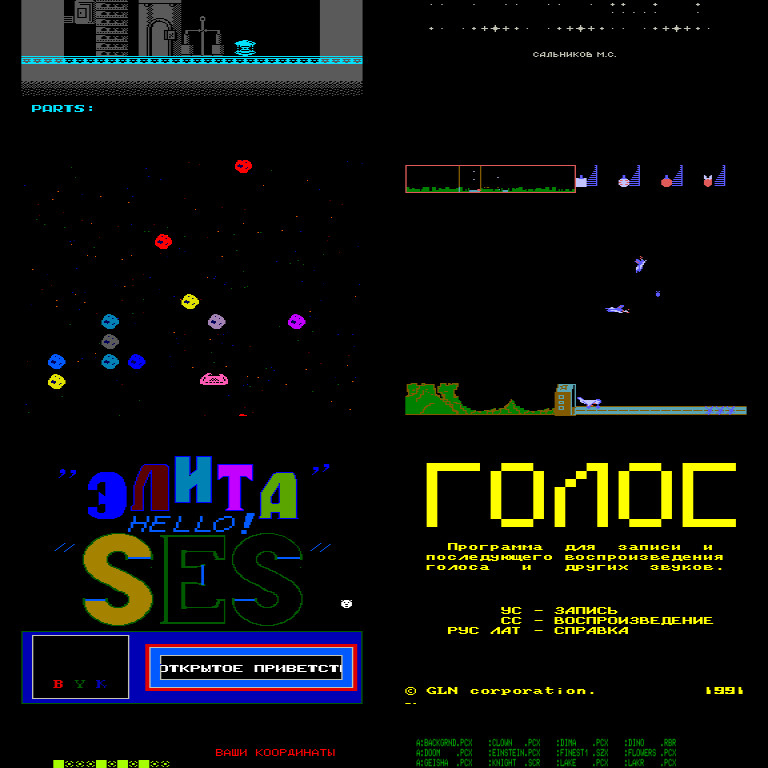 САЛЬНИКОВ М.С.
PARTS:
"ЭЛИТА"
HELLO!
"SES"
В У К
ОТКРЫТОЕ ПРИВЕТСТ
ГОЛОС
Программа для записи и
последующего воспроизведения
голоса и других звуков.
УС - ЗАПИСЬ
СС - ВОСПРОИЗВЕДЕНИЕ
РУС ЛАТ - СПРАВКА
© GLN corporation. 1991
ВАШИ КООРДИНАТЫ
A:BACKGRND.PCX :CLOWN .PCX :DIMA .PCX :DINO .RBR
A:DOOM .PCX :EINSTEIN.PCX :FINEST1 .SZX :FLOWERS .PCX
A:GEISHA .PCX :KNIGHT .SCR :LAKE .PCX :LAKR .PCX